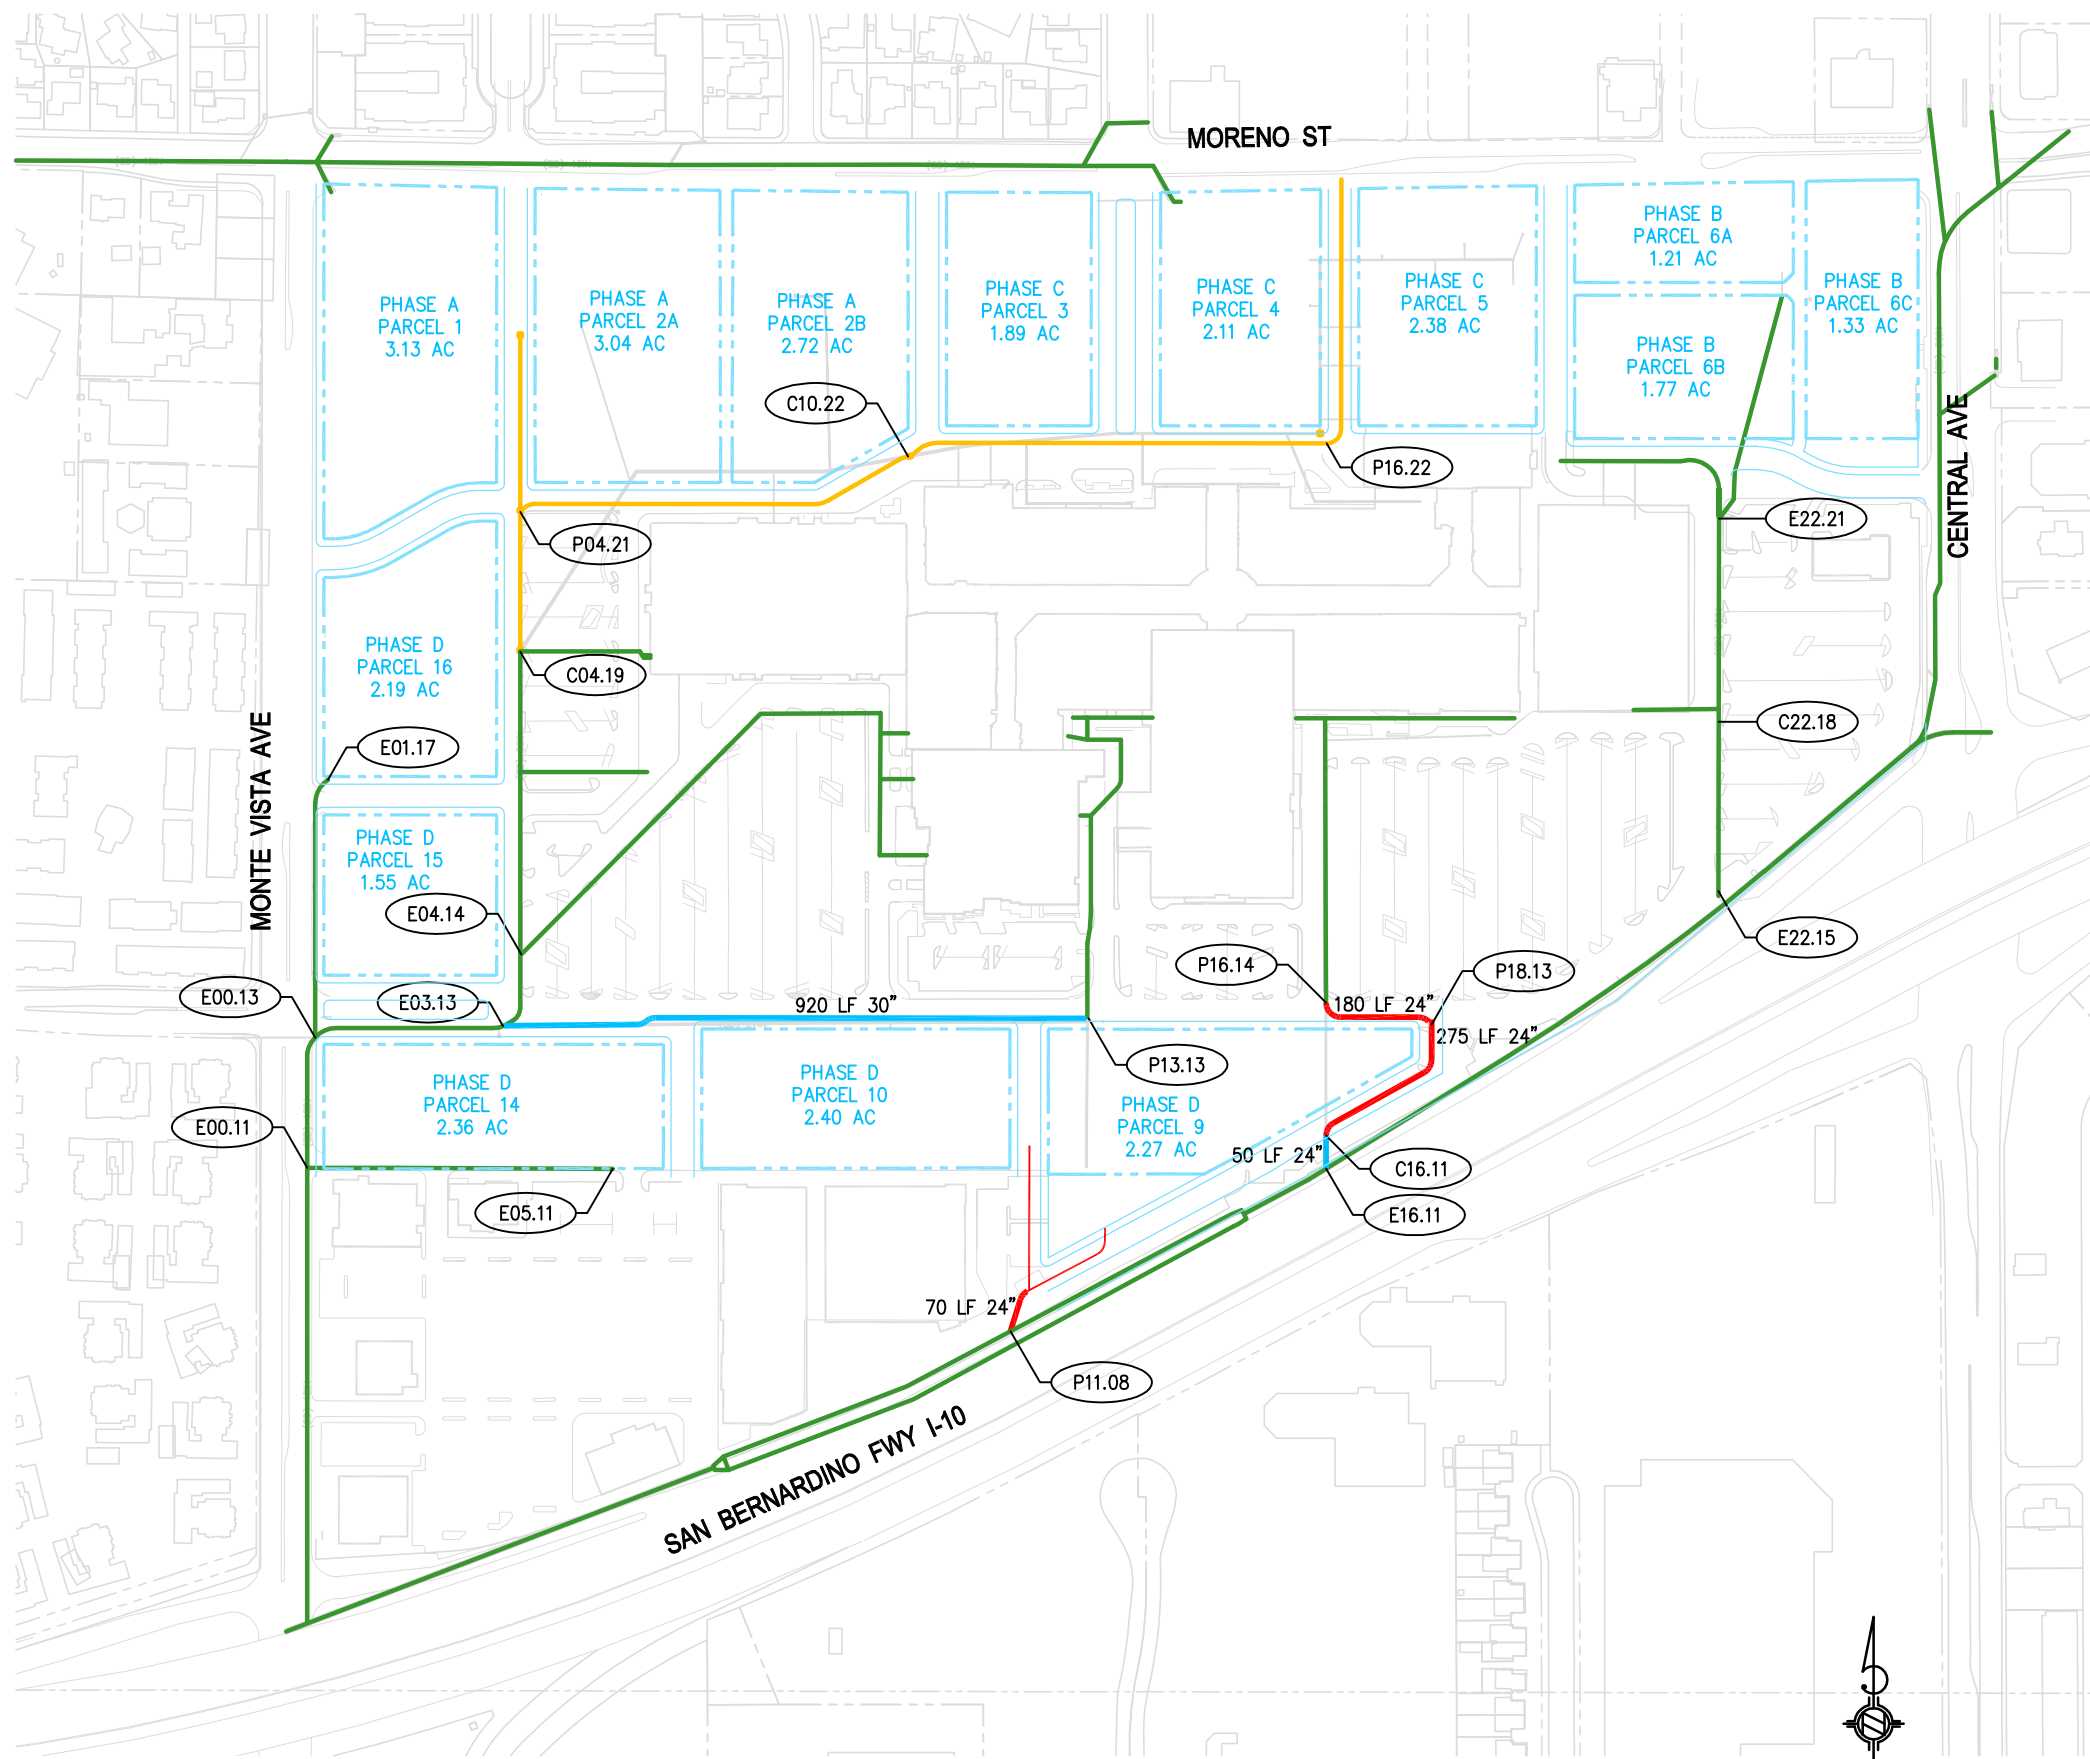 MORENO ST
PHASE A
PARCEL 1
3.13 AC
PHASE A
PARCEL 2A
3.04 AC
PHASE A
PARCEL 2B
2.72 AC
PHASE C
PARCEL 3
1.89 AC
PHASE C
PARCEL 4
2.11 AC
PHASE C
PARCEL 5
2.38 AC
PHASE B
PARCEL 6A
1.21 AC
PHASE B
PARCEL 6B
1.77 AC
PHASE B
PARCEL 6C
1.33 AC
C10.22
P16.22
P04.21
E22.21
CENTRAL AVE
C04.19
PHASE D
PARCEL 16
2.19 AC
E01.17
C22.18
MONTE VISTA AVE
PHASE D
PARCEL 15
1.55 AC
E04.14
E22.15
P16.14
P18.13
E00.13
E03.13
920 LF 30"
180 LF 24"
275 LF 24"
P13.13
PHASE D
PARCEL 14
2.36 AC
PHASE D
PARCEL 10
2.40 AC
PHASE D
PARCEL 9
2.27 AC
E00.11
50 LF 24"
C16.11
E05.11
E16.11
70 LF 24"
P11.08
SAN BERNARDINO FWY I-10